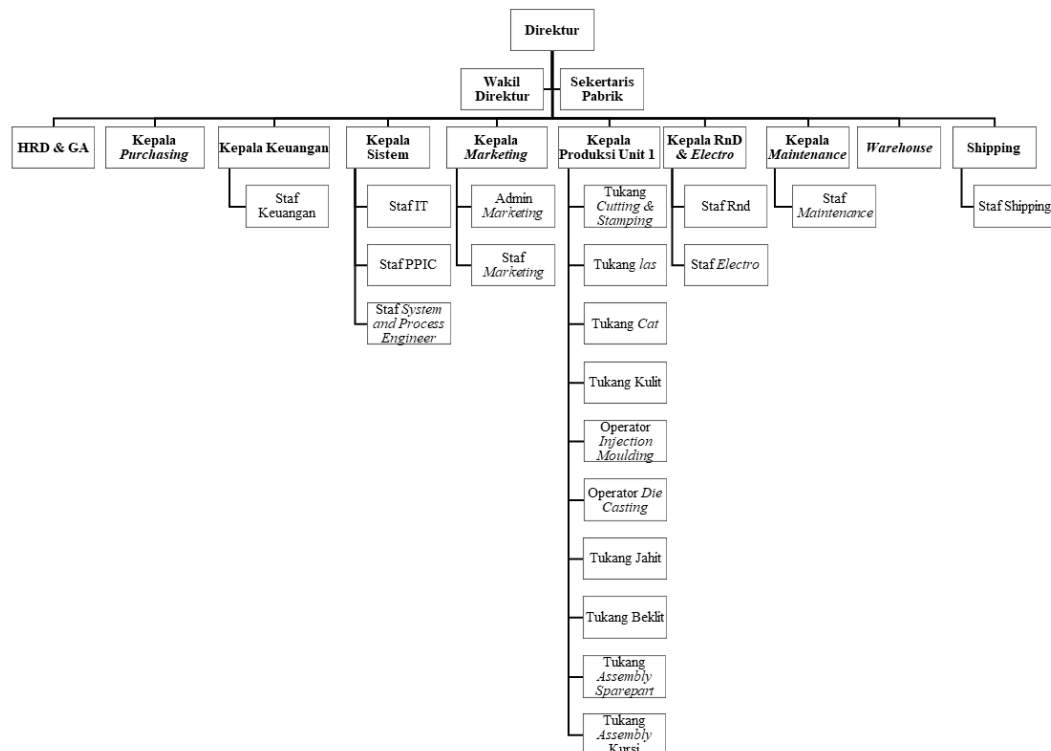 Direktur
Wakil
Direktur
Sekertaris
Pabrik
HRD & GA
Kepala
Purchasing
Kepala Keuangan
Kepala
Sistem
Kepala
Marketing
Kepala
Produksi Unit 1
Kepala RnD
& Electro
Kepala
Maintenance
Warehouse
Shipping
Staf
Keuangan
Staf IT
Admin
Marketing
Tukang
Cutting &
Stamping
Staf Rnd
Staf
Maintenance
Staf Shipping
Staf PPIC
Staf
Marketing
Tukang las
Staf Electro
Staf System
and Process
Engineer
Tukang Cat
Tukang Kulit
Operator
Injection
Moulding
Operator Die
Casting
Tukang Jahit
Tukang Beklit
Tukang
Assembly
Sparepart
Tukang
Assembly
Kursi